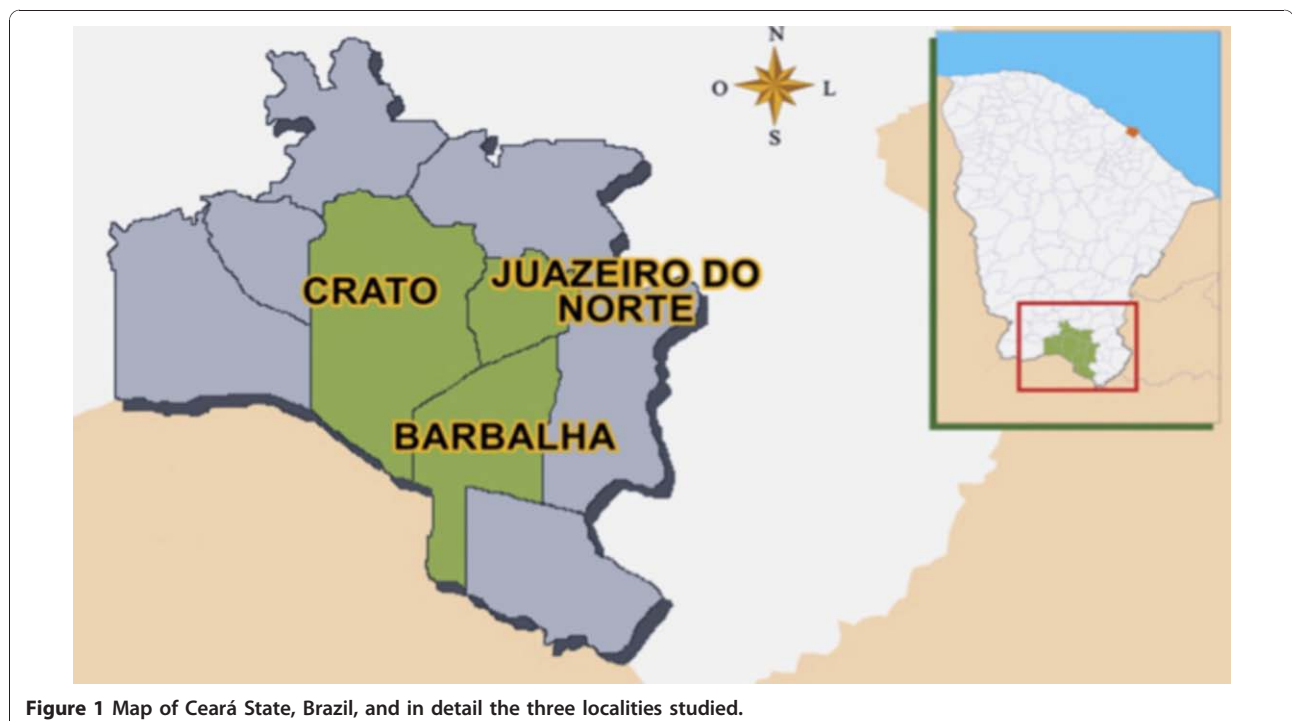 N
O L
S
CRATO
JUAZEIRO DO
NORTE
BARBALHA
Figure 1 Map of Ceará State, Brazil, and in detail the three localities studied.